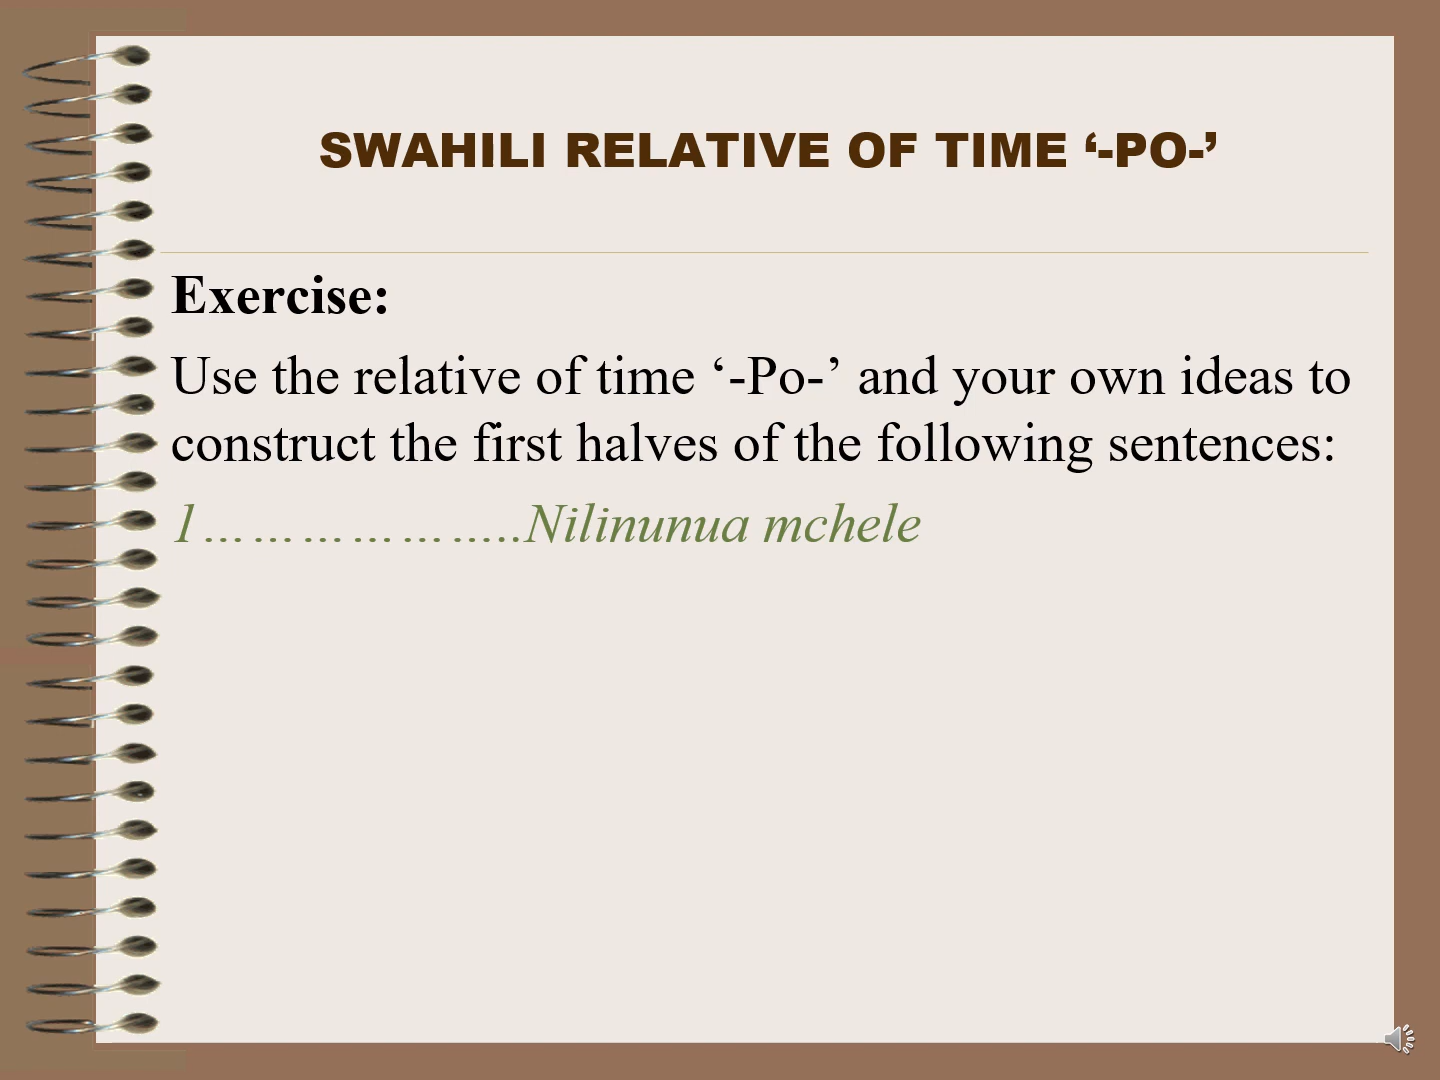 SWAHILI RELATIVE OF TIME ‘-PO-’
Exercise:
Use the relative of time ‘-Po-’ and your own ideas to
construct the first halves of the following sentences:
1………………..Nilinunua mchele